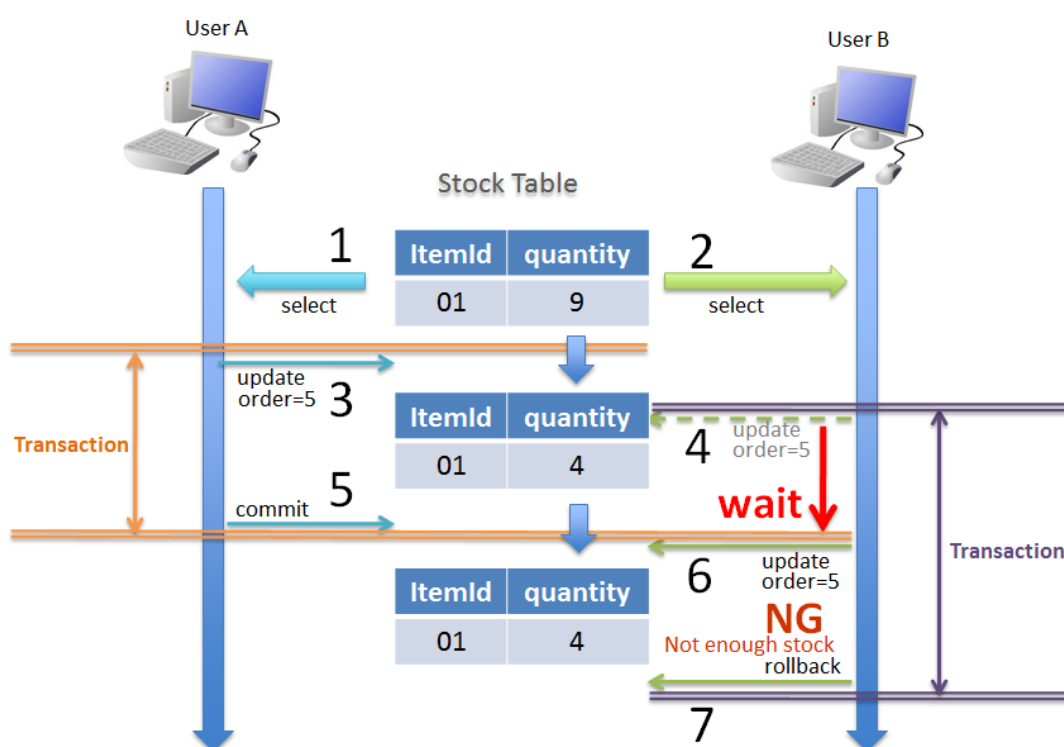 User A
User B
Stock Table
1
ItemId quantity
2
select
01 9
select
update
order=5
3
ItemId quantity
4
update
order=5
Transaction
01 4
5
commit
wait
Transaction
6
update
order=5
ItemId quantity
NG
01 4
Not enough stock
rollback
7